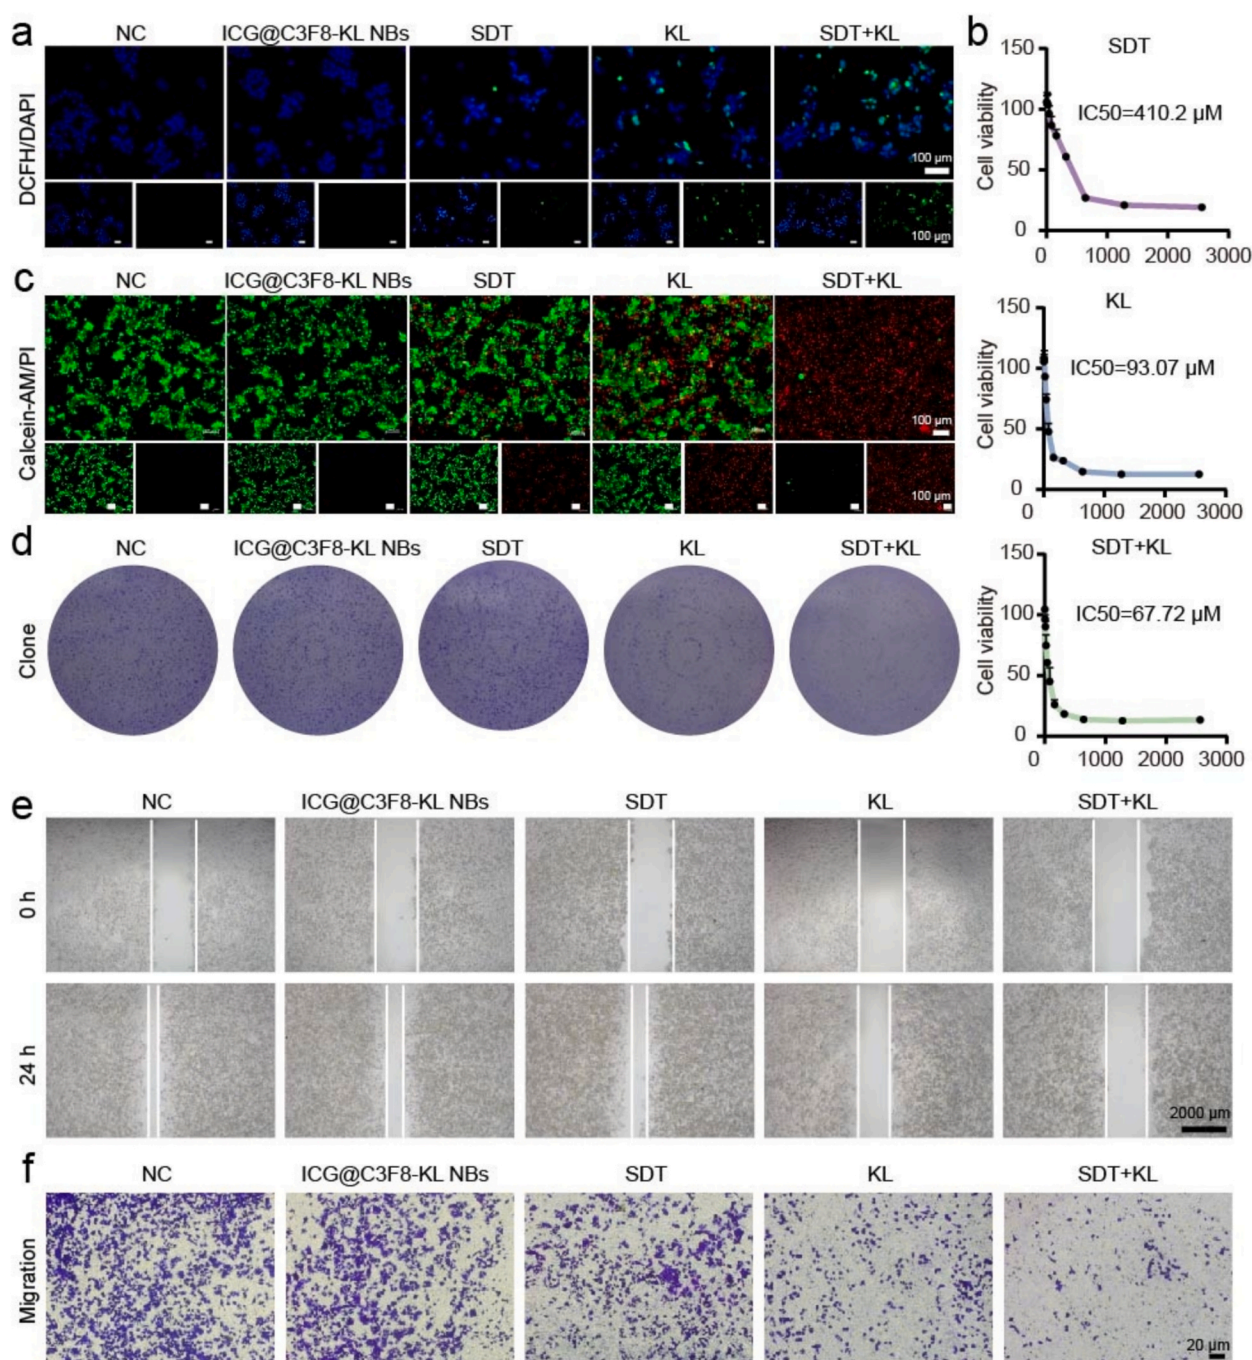 a
NC ICG@C3F8-KL NBs SDT KL SDT+KL
DCFH/DAPI
100 μm
100 μm
b
SDT
150
100
50
0
Cell viability
IC50=410.2 μM
0 1000 2000 3000
KL
150
100
50
0
Cell viability
IC50=93.07 μM
0 1000 2000 3000
SDT+KL
150
100
50
0
Cell viability
IC50=67.72 μM
0 1000 2000 3000
c
NC ICG@C3F8-KL NBs SDT KL SDT+KL
Calcein-AM/PI
100 μm
100 μm
d
NC ICG@C3F8-KL NBs SDT KL SDT+KL
Clone
e
NC ICG@C3F8-KL NBs SDT KL SDT+KL
0 h
24 h
2000 μm
f
NC ICG@C3F8-KL NBs SDT KL SDT+KL
Migration
20 μm